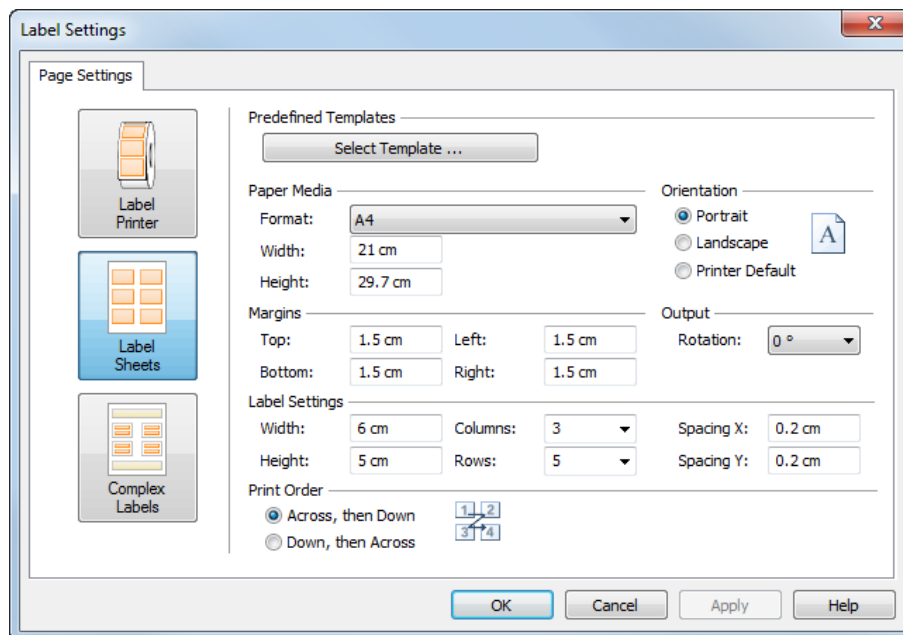 Label Settings
Page Settings
Label
Printer
Label
Sheets
Complex
Labels
Predefined Templates
Select Template ...
Paper Media
Format: A4
Width: 21 cm
Height: 29.7 cm
Orientation
Portrait
Landscape
Printer Default
A
Margins
Top: 1.5 cm Left: 1.5 cm
Bottom: 1.5 cm Right: 1.5 cm
Output
Rotation: 0 °
Label Settings
Width: 6 cm Columns: 3 Spacing X: 0.2 cm
Height: 5 cm Rows: 5 Spacing Y: 0.2 cm
Print Order
Across, then Down
Down, then Across
1 2
3 4
OK Cancel Apply Help